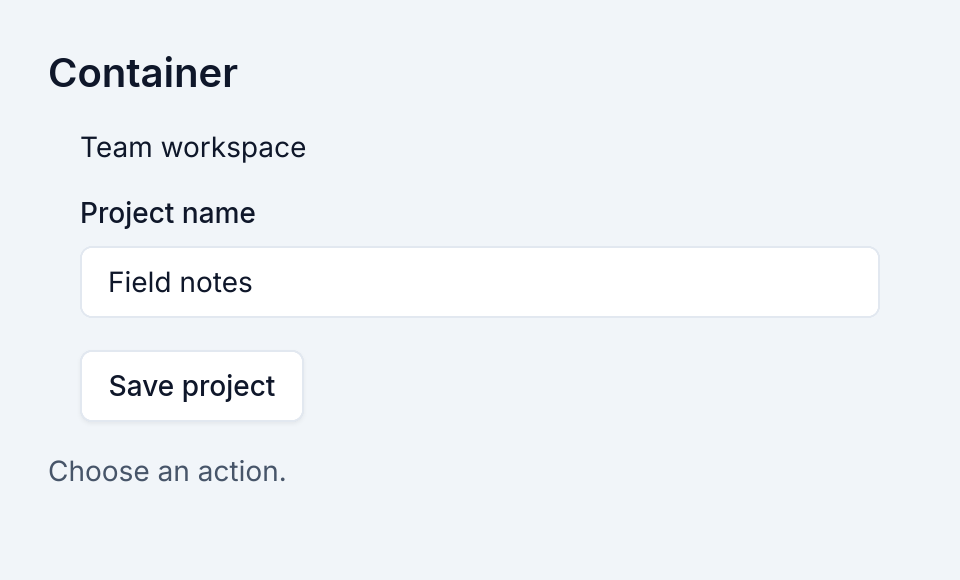 Container
Team workspace
Project name
Field notes
Save project
Choose an action.